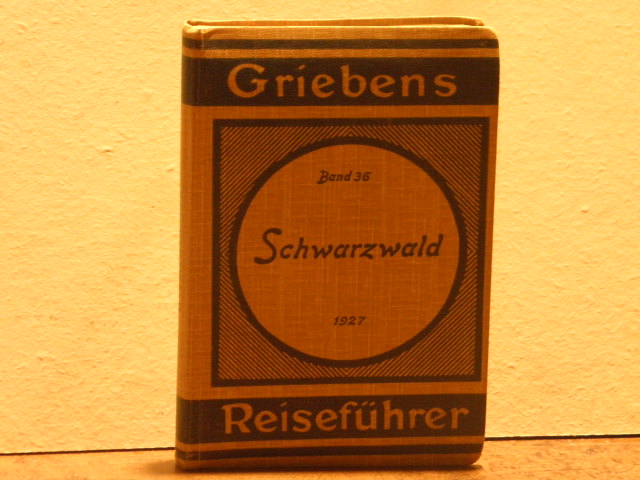 Griebens
Band 36
Schwarzwald
1927
Reiseführer